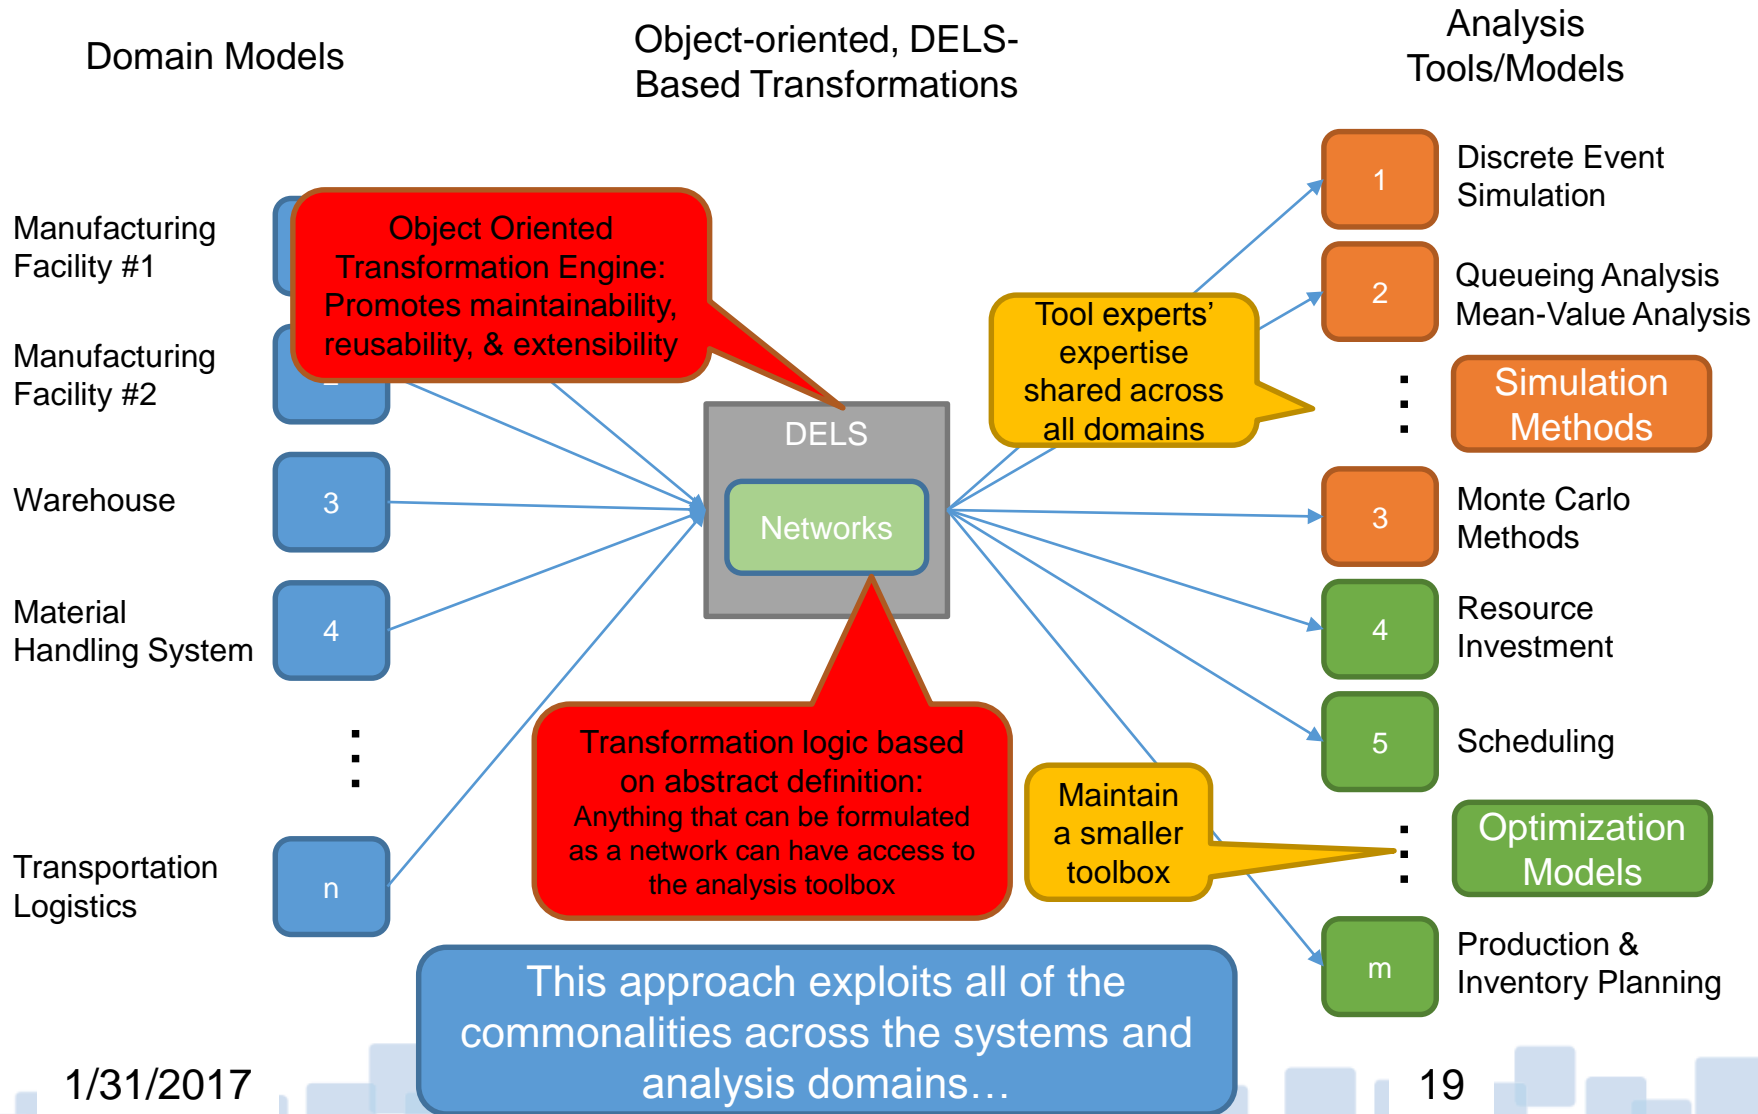 Domain Models
Object-oriented, DELS-
Based Transformations
Analysis
Tools/Models
Manufacturing
Facility #1
Manufacturing
Facility #2
Warehouse
3
Material
Handling System
4
Transportation
Logistics
n
Object Oriented
Transformation Engine:
Promotes maintainability,
reusability, & extensibility
DELS
Networks
Transformation logic based
on abstract definition:
Anything that can be formulated
as a network can have access to
the analysis toolbox
Tool experts’
expertise
shared across
all domains
Maintain
a smaller
toolbox
1
Discrete Event
Simulation
2
Queueing Analysis
Mean-Value Analysis
Simulation
Methods
3
Monte Carlo
Methods
4
Resource
Investment
5
Scheduling
Optimization
Models
m
Production &
Inventory Planning
This approach exploits all of the
commonalities across the systems and
analysis domains…
1/31/2017
19